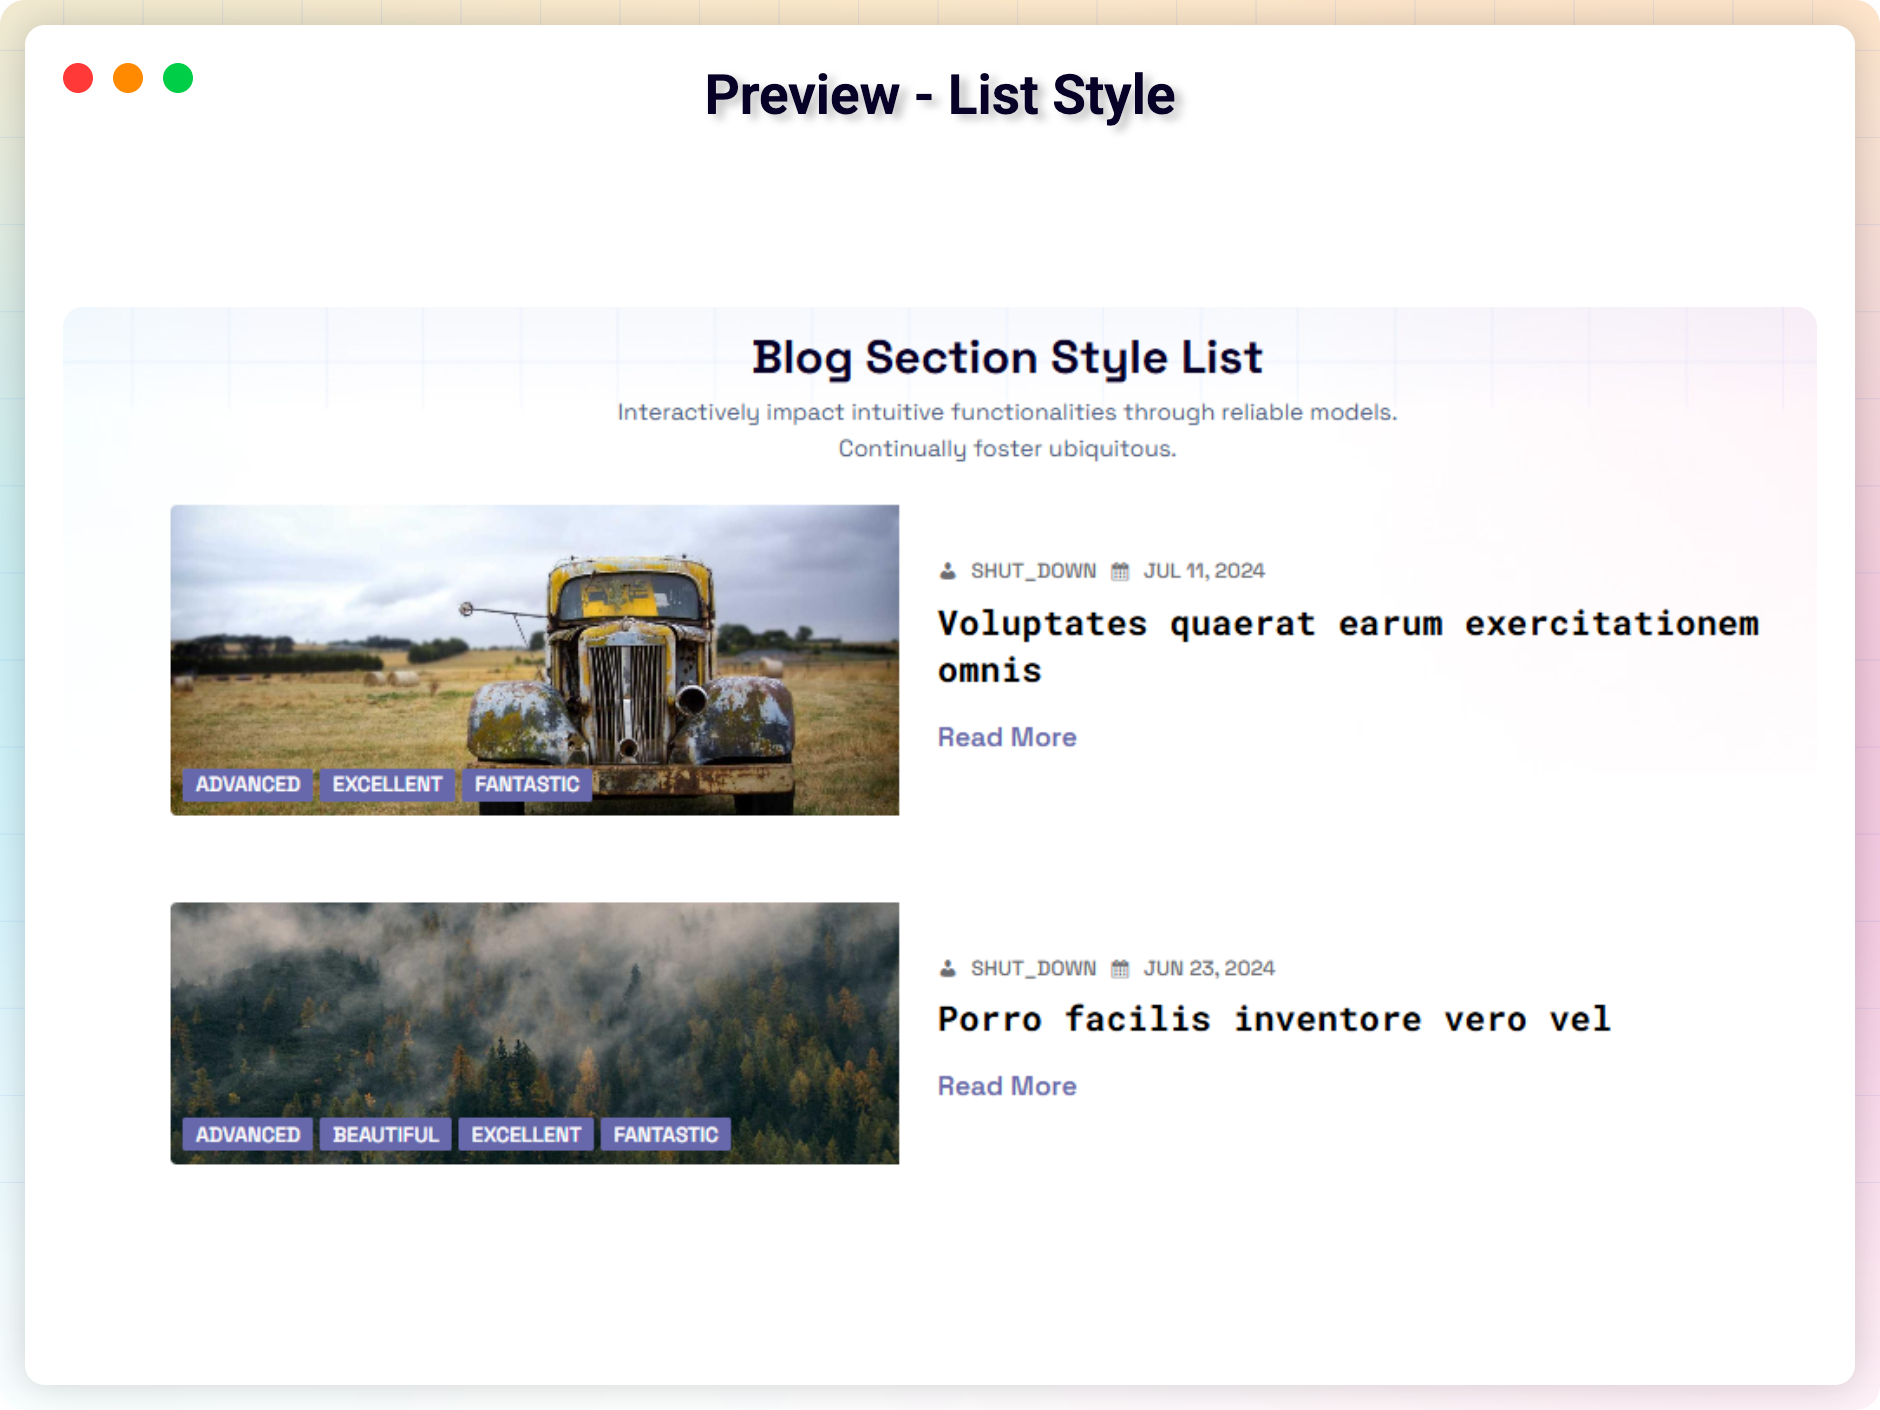 Preview - List Style
Blog Section Style List
Interactively impact intuitive functionalities through reliable models.
Continually foster ubiquitous.
SHUT_DOWN JUL 11, 2024
Voluptates quaerat earum exercitationem
omnis
Read More
ADVANCED EXCELLENT FANTASTIC
SHUT_DOWN JUN 23, 2024
Porro facilis inventore vero vel
Read More
ADVANCED BEAUTIFUL EXCELLENT FANTASTIC